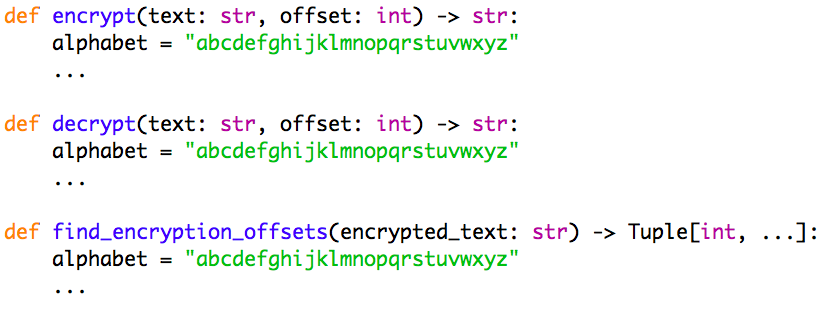 def encrypt(text: str, offset: int) -> str:
    alphabet = "abcdefghijklmnopqrstuvwxyz"
    ...
def decrypt(text: str, offset: int) -> str:
    alphabet = "abcdefghijklmnopqrstuvwxyz"
    ...
def find_encryption_offsets(encrypted_text: str) -> Tuple[int, ...]:
    alphabet = "abcdefghijklmnopqrstuvwxyz"
    ...